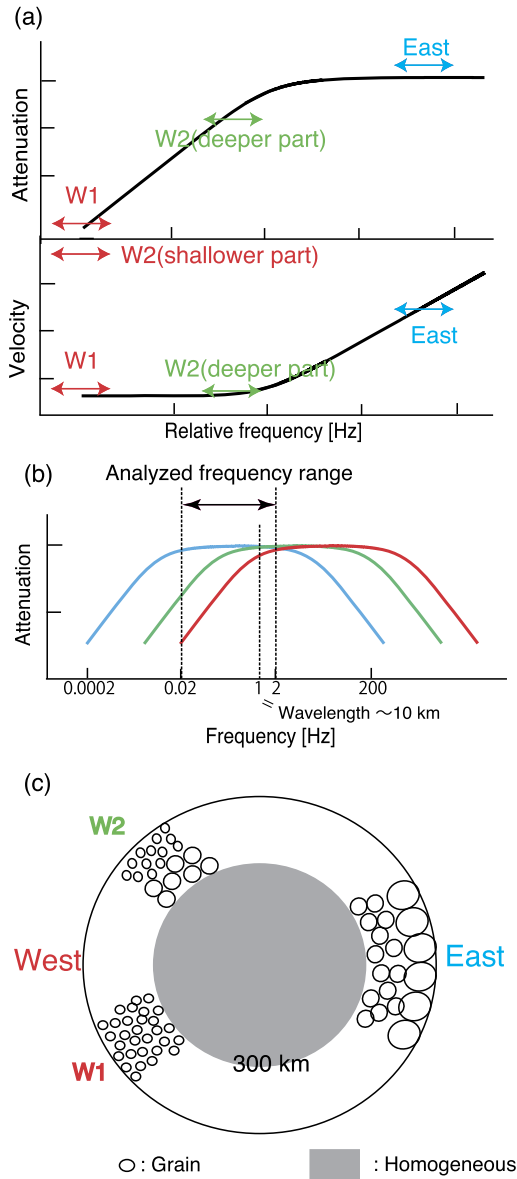 (a)
East
W2(deeper part)
W1
Attenuation
W2(shallower part)
W1
W2(deeper part)
East
Velocity
Relative frequency [Hz]
(b)
Analyzed frequency range
Attenuation
0.0002 0.02 1 2 200
= Wavelength ～10 km
Frequency [Hz]
(c)
W2
West
East
W1
300 km
: Grain : Homogeneous